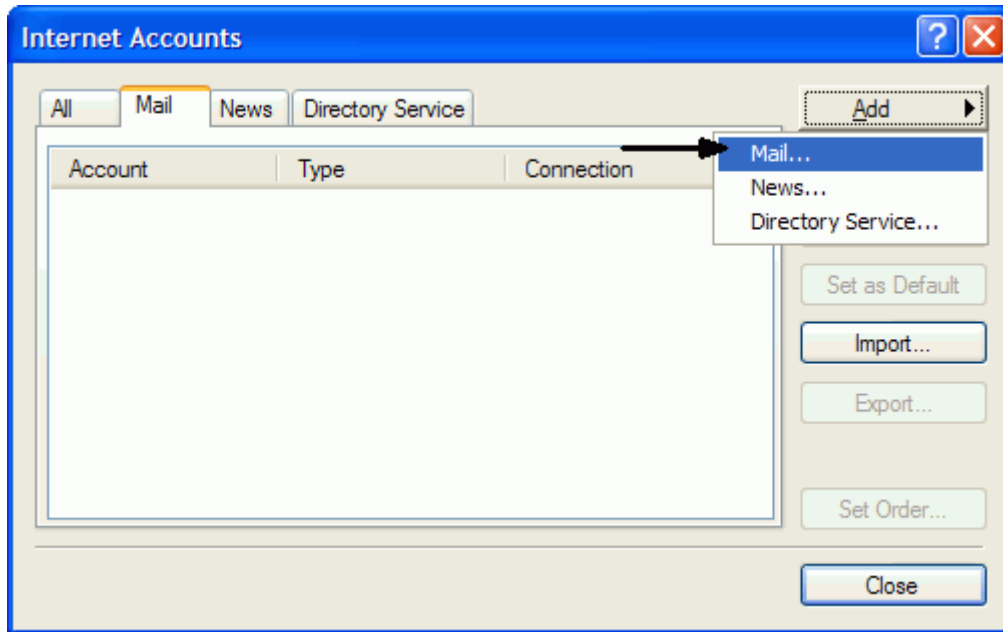 Internet Accounts
All Mail News Directory Service
Add
Account Type Connection
Mail...
News...
Directory Service...
Set as Default
Import...
Export...
Set Order...
Close